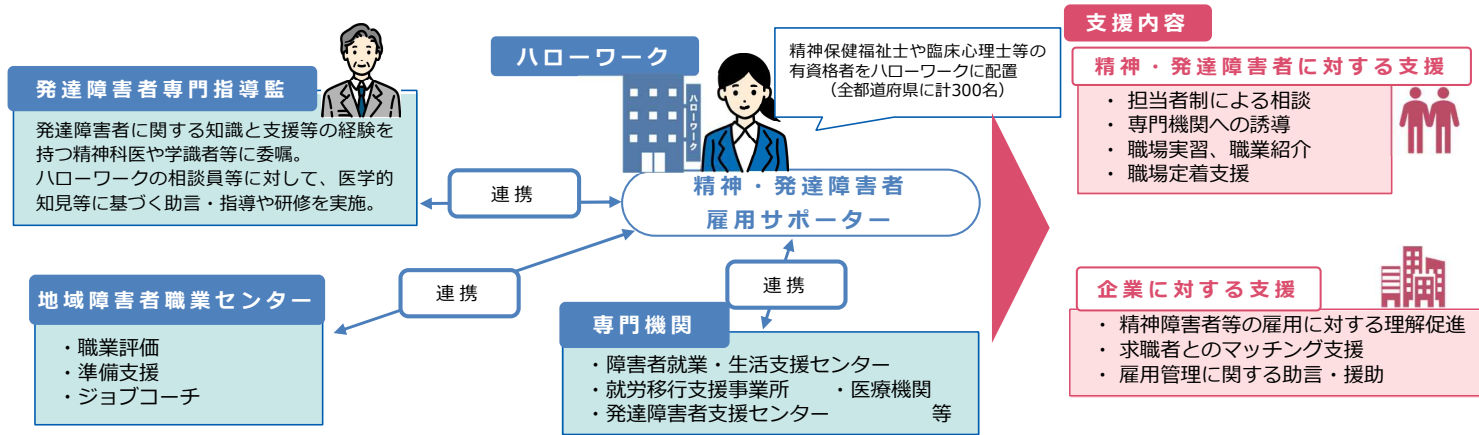 発達障害者専門指導監
発達障害者に関する知識と支援等の経験を
持つ精神科医や学識者等に委嘱。
ハローワークの相談員等に対して、医学的
知見等に基づく助言・指導や研修を実施。
ハローワーク
ハローワーク
精神保健福祉士や臨床心理士等の
有資格者をハローワークに配置
(全都道府県に計300名)
精神・発達障害者
雇用サポーター
連携
連携
連携
地域障害者職業センター
・職業評価
・準備支援
・ジョブコーチ
専門機関
・障害者就業・生活支援センター
・就労移行支援事業所 ・医療機関
・発達障害者支援センター 等
支援内容
精神・発達障害者に対する支援
・ 担当者制による相談
・ 専門機関への誘導
・ 職場実習、職業紹介
・ 職場定着支援
企業に対する支援
・ 精神障害者等の雇用に対する理解促進
・ 求職者とのマッチング支援
・ 雇用管理に関する助言・援助